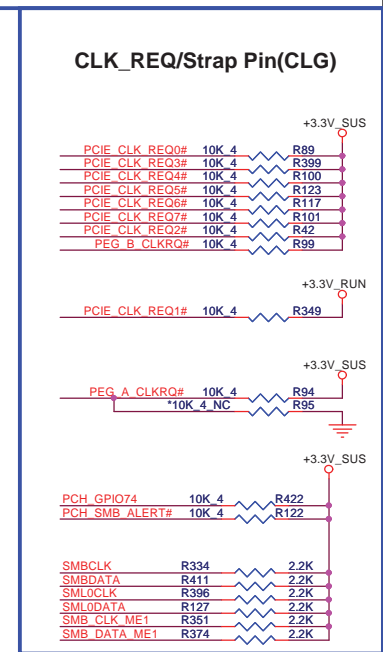 CLK_REQ/Strap Pin(CLG)
+3.3V_SUS
PCIE_CLK_REQ0# 10K_4 R89
PCIE_CLK_REQ3# 10K_4 R399
PCIE_CLK_REQ4# 10K_4 R100
PCIE_CLK_REQ5# 10K_4 R123
PCIE_CLK_REQ6# 10K_4 R117
PCIE_CLK_REQ7# 10K_4 R101
PCIE_CLK_REQ2# 10K_4 R42
PEG_B_CLKRQ# 10K_4 R99
+3.3V_RUN
PCIE_CLK_REQ1# 10K_4 R349
+3.3V_SUS
PEG_A_CLKRQ# 10K_4 R94
*10K_4_NC R95
+3.3V_SUS
PCH_GPIO74 10K_4 R422
PCH_SMB_ALERT# 10K_4 R122
SMBCLK R334 2.2K
SMBDATA R411 2.2K
SML0CLK R396 2.2K
SML0DATA R127 2.2K
SMB_CLK_ME1 R351 2.2K
SMB_DATA_ME1 R374 2.2K